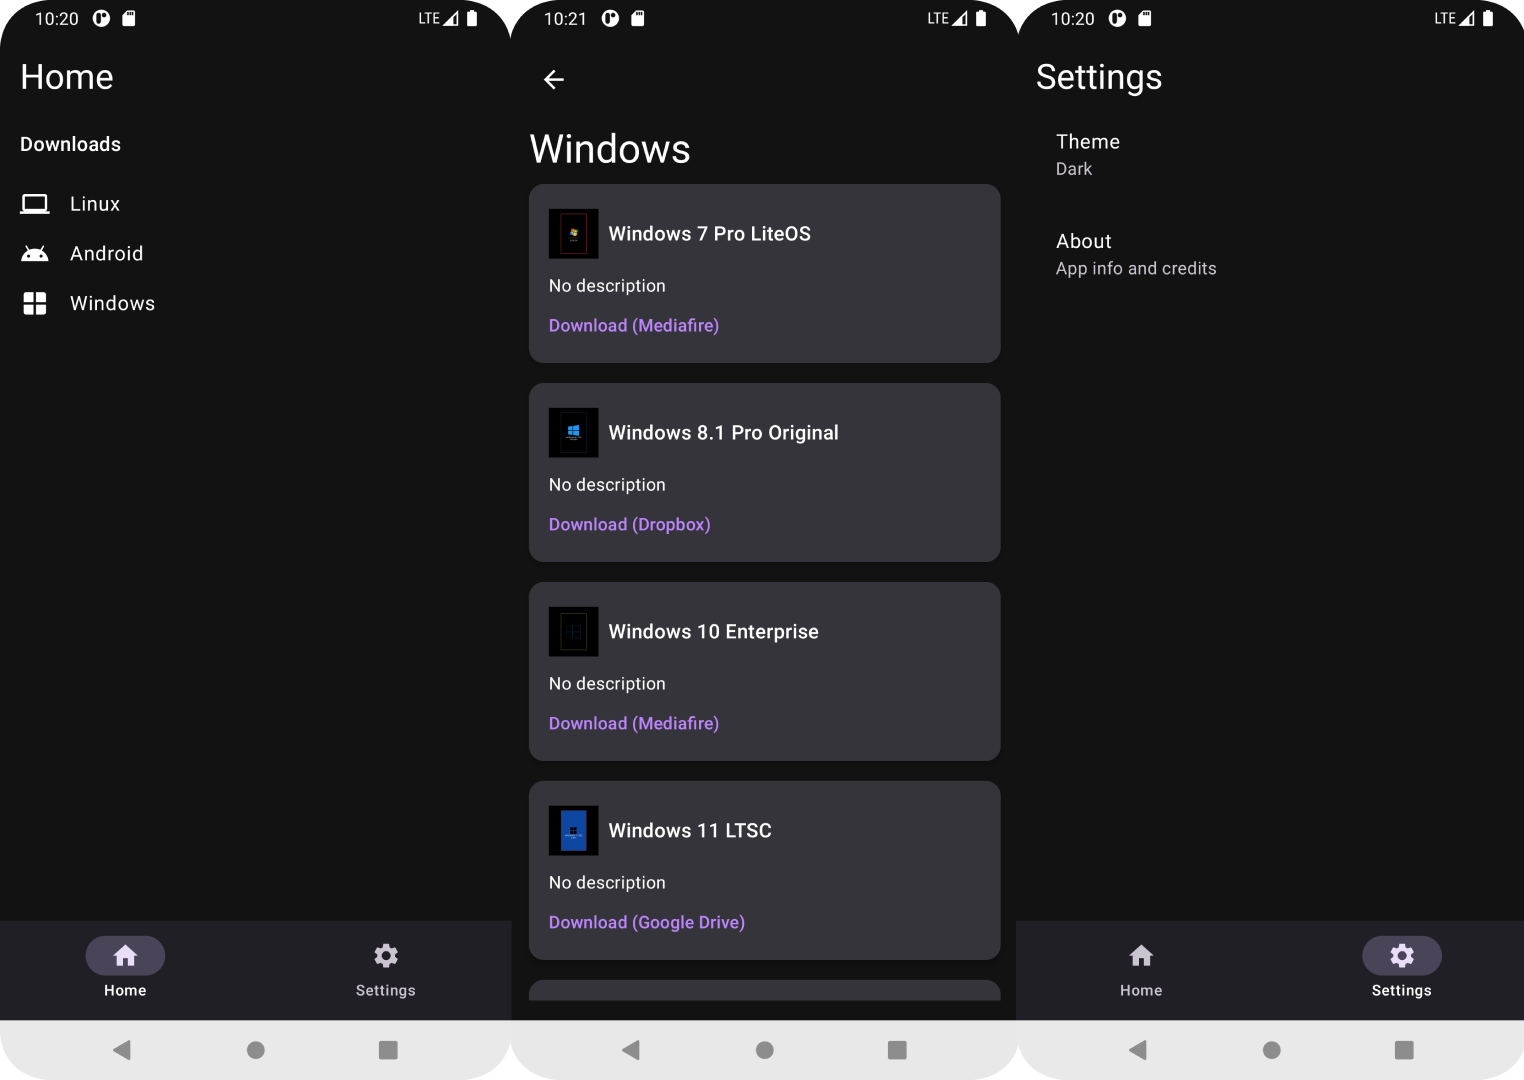 10:20
LTE
Home
Downloads
Linux
Android
Windows
Home
Settings
10:21
LTE
Windows
Windows 7 Pro LiteOS
No description
Download (Mediafire)
Windows 8.1 Pro Original
No description
Download (Dropbox)
Windows 10 Enterprise
No description
Download (Mediafire)
Windows 11 LTSC
No description
Download (Google Drive)
10:20
LTE
Settings
Theme
Dark
About
App info and credits
Home
Settings